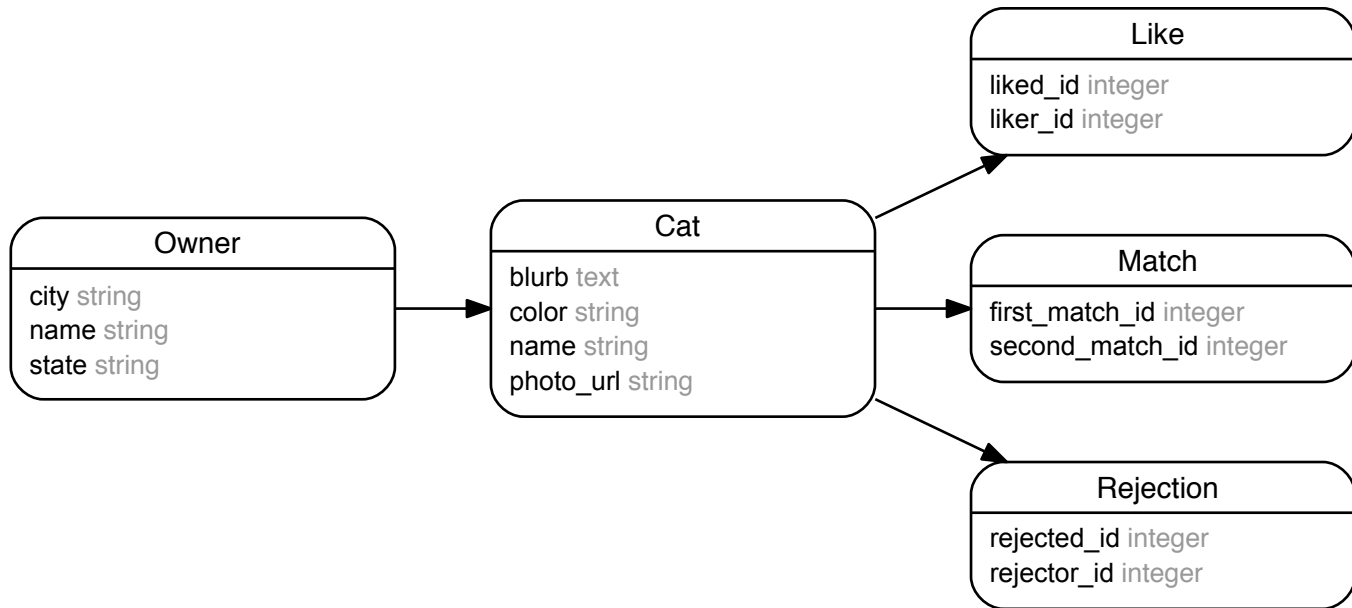 Owner
city string
name string
state string
Cat
blurb text
color string
name string
photo_url string
Like
liked_id integer
liker_id integer
Match
first_match_id integer
second_match_id integer
Rejection
rejected_id integer
rejector_id integer